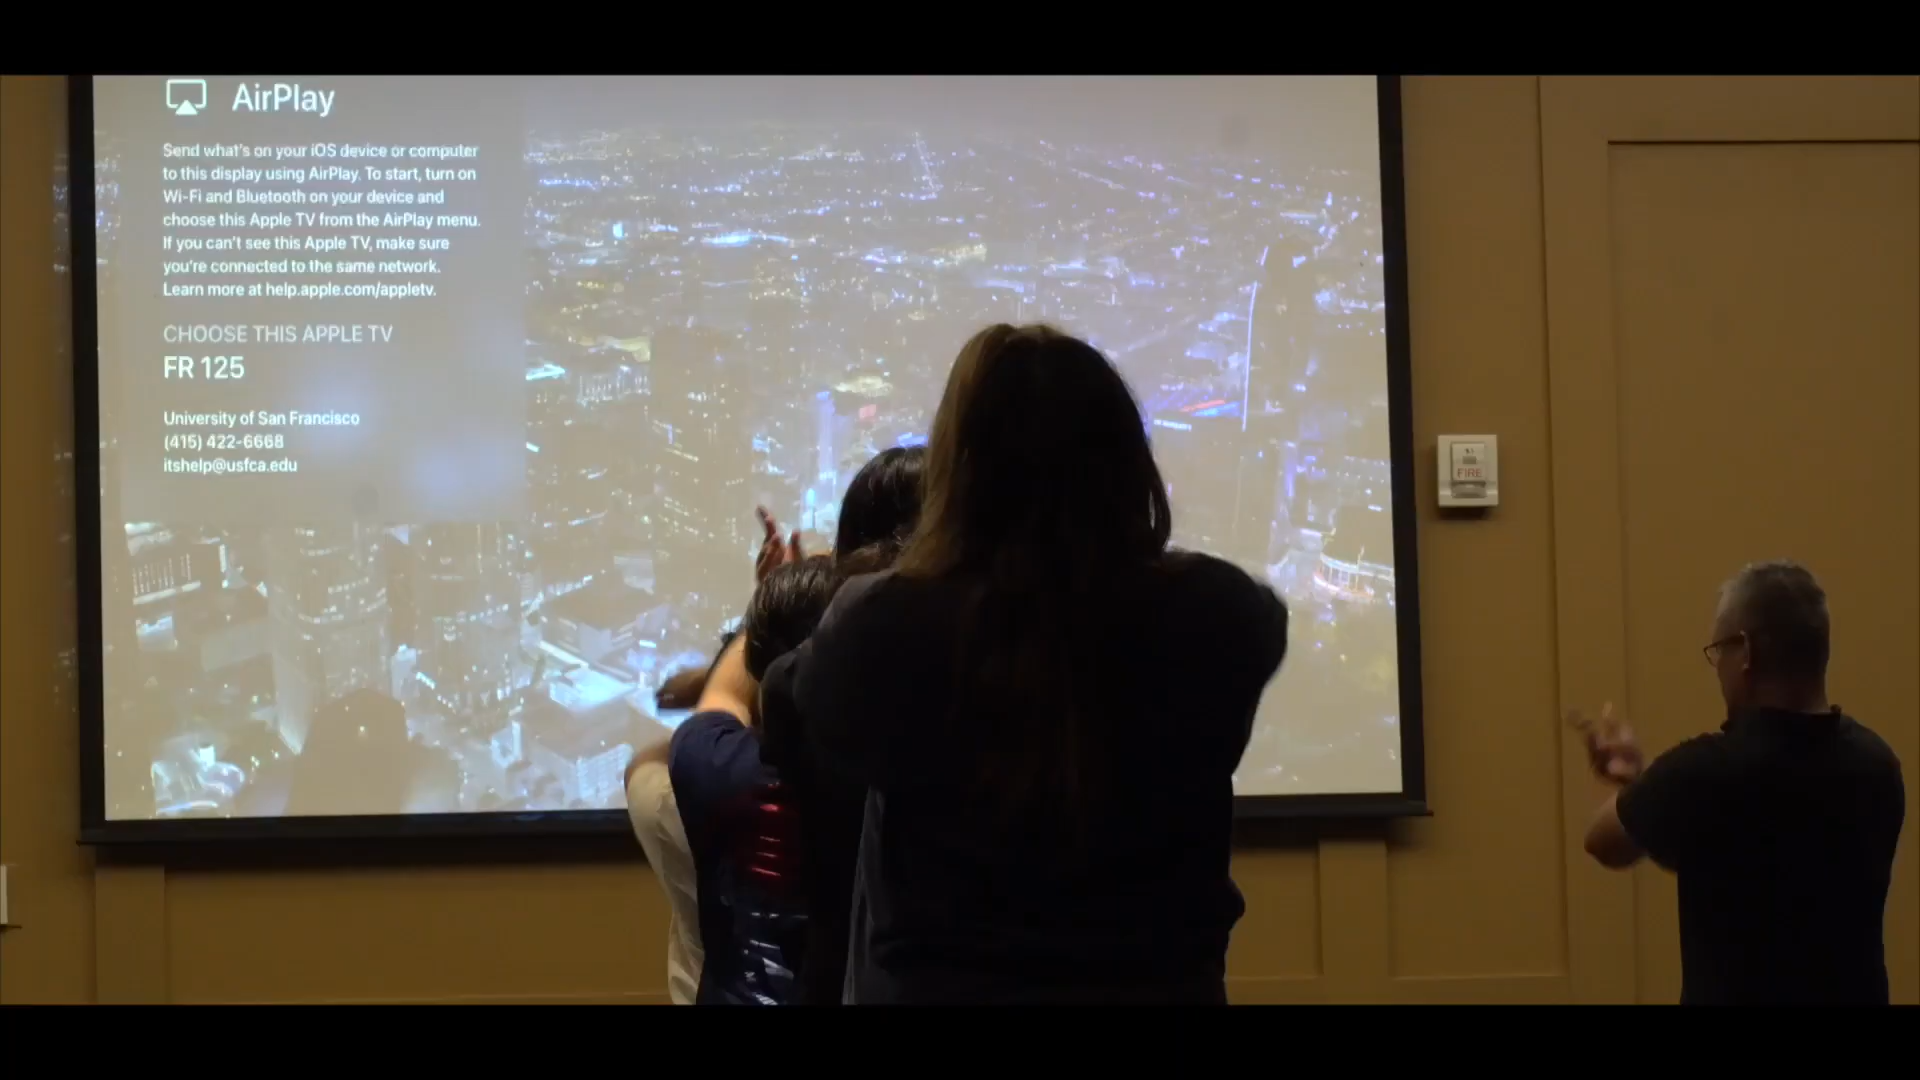 AirPlay
Send what's on your iOS device or computer
to this display using AirPlay. To start, turn on
Wi-Fi and Bluetooth on your device and
choose this Apple TV from the AirPlay menu.
If you can't see this Apple TV, make sure
you're connected to the same network.
Learn more at help.apple.com/appletv.
CHOOSE THIS APPLE TV
FR 125
University of San Francisco
(415) 422-6668
itshelp@usfca.edu
FIRE